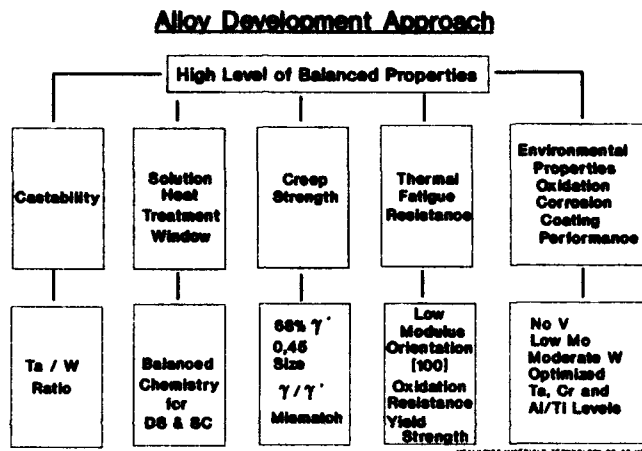 Alloy Development Approach
High Level of Balanced Properties
Castability
Solution
Heat
Treatment
Window
Creep
Strength
Thermal
Fatigue
Resistance
Environmental
Properties
Oxidation
Corrosion
Coating
Performance
Ta / W
Ratio
Balanced
Chemistry
for
DS & SC
68% γ'
0,45
Size
γ / γ'
Mismatch
Low
Modulus
Orientation
[100]
Oxidation
Resistance
Yield
Strength
No V
Low Mo
Moderate W
Optimized
Ta, Cr and
Al/Ti Levels